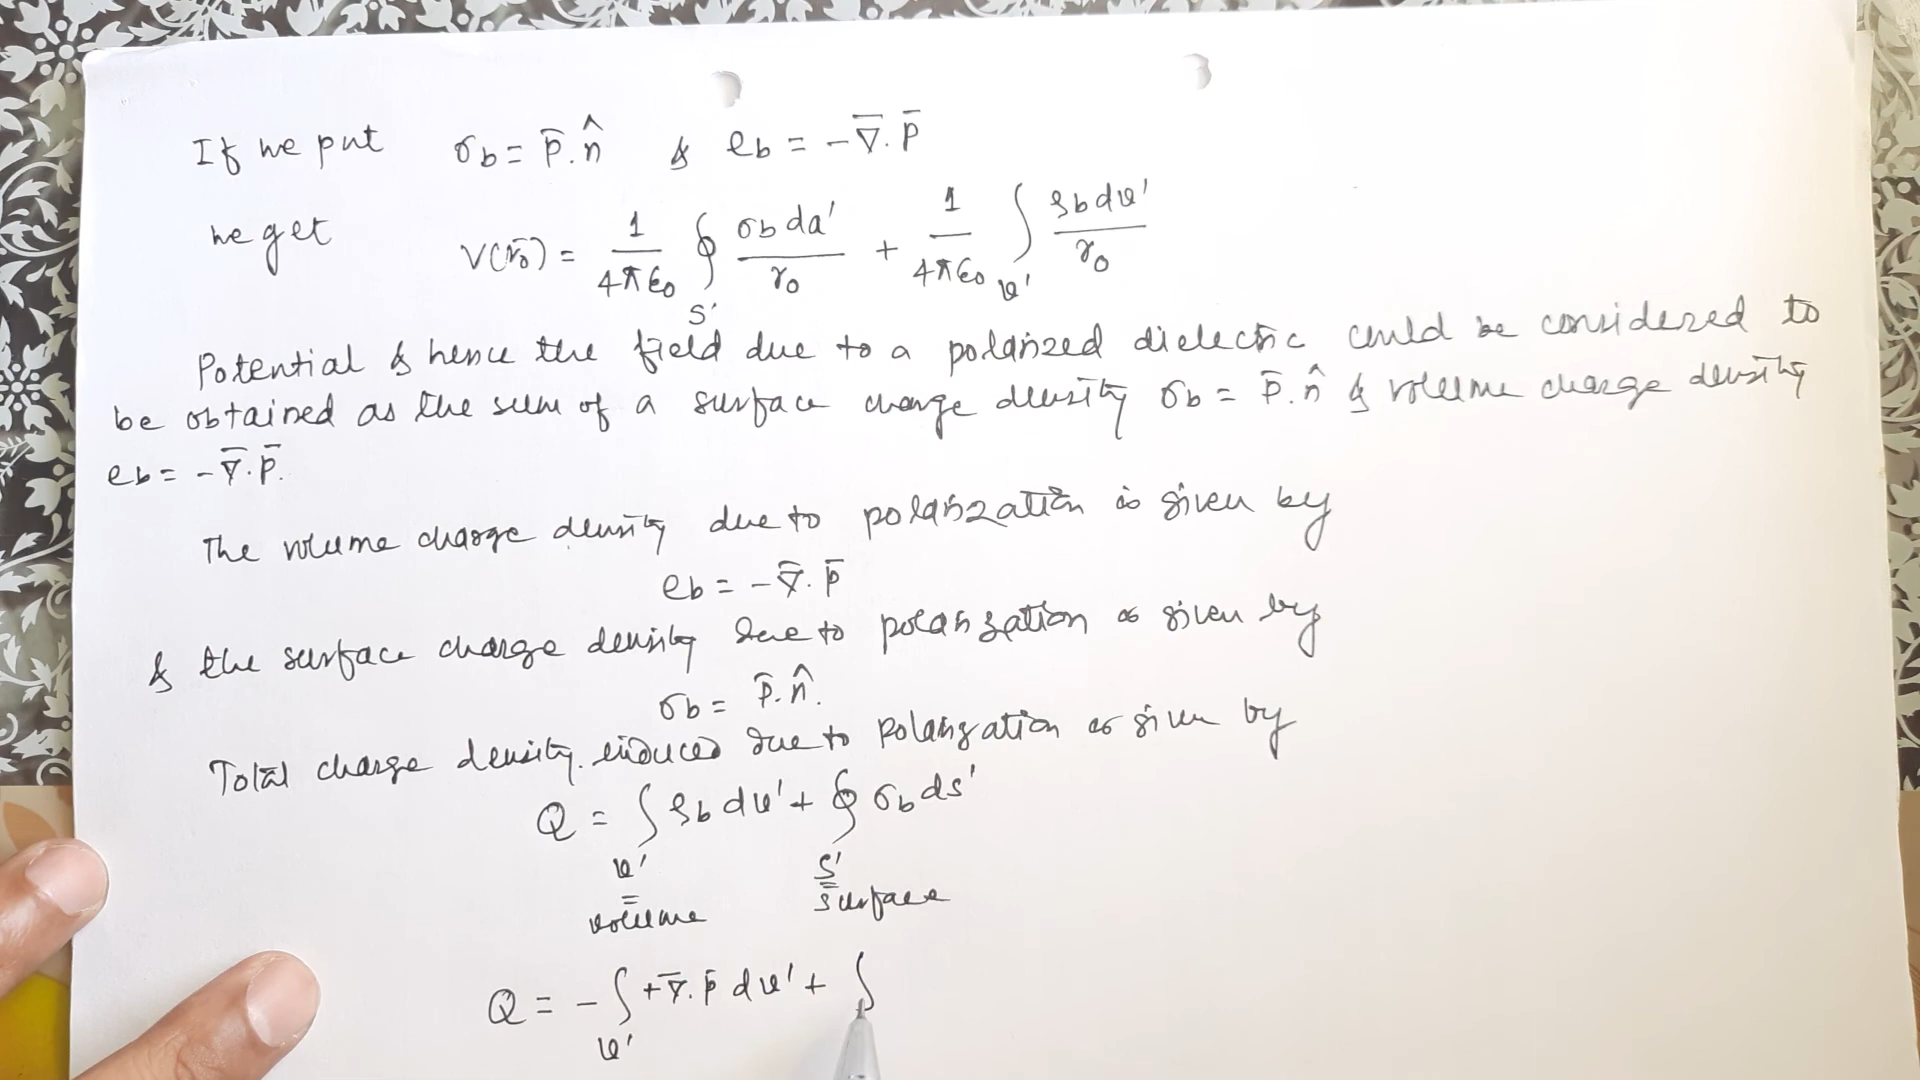 If we put σb = P̄.n̂ & ρb = -∇̄.P̄
we get V(r̄₀) = 1/4πϵ₀ ∮S' σb da'/r₀ + 1/4πϵ₀ ∫v' ρb dv'/r₀
Potential & hence the field due to a polarized dielectric could be considered to
be obtained as the sum of a surface charge density σb = P̄.n̂ & volume charge density
ρb = -∇̄.P̄.
The volume charge density due to polarization is given by
ρb = -∇̄.P̄
& the surface charge density due to polarization is given by
σb = P̄.n̂.
Total charge density induced due to polarization is given by
Q = ∫v' ρb dv' + ∮S' σb ds'
volume surface
Q = -∫v' +∇̄.P̄ dv' + ∫